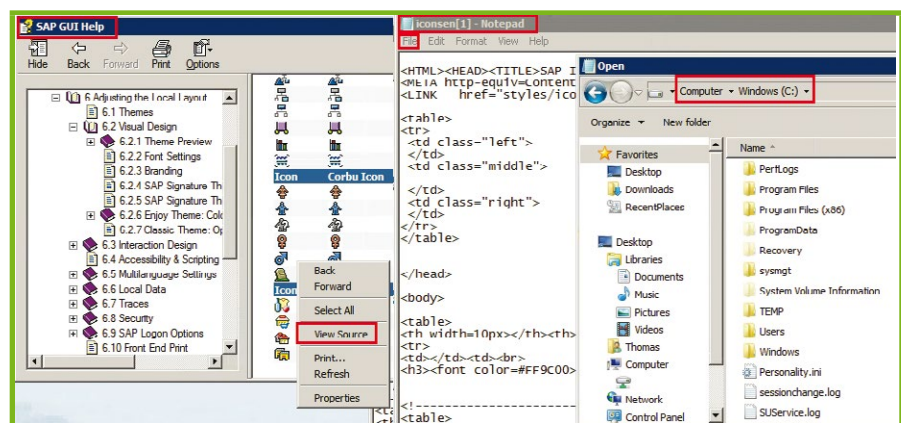 SAP GUI Help
Hide Back Forward Print Options
6 Adjusting the Local Layout
6.1 Themes
6.2 Visual Design
6.2.1 Theme Preview
6.2.2 Font Settings
6.2.3 Branding
6.2.4 SAP Signature Th
6.2.5 SAP Signature Th
6.2.6 Enjoy Theme: Colo
6.2.7 Classic Theme: Op
6.3 Interaction Design
6.4 Accessibility & Scripting
6.5 Multilanguage Settings
6.6 Local Data
6.7 Traces
6.8 Security
6.9 SAP Logon Options
6.10 Front End Print
Icon Corbu Icon
Icon
Back
Forward
Select All
View Source
Print...
Refresh
Properties
iconsen[1] - Notepad
File Edit Format View Help
<HTML><HEAD><TITLE>SAP I
<META http-equiv=Content
<LINK href="styles/ico
<table>
<tr>
<td class="left">
</td>
<td class="middle">
</td>
<td class="right">
</td>
</tr>
</table>
</head>
<body>
<table>
<th width=10px></th><th>
<tr>
<td></td><td><br>
<h3><font color=#FF9C00>
<!----------------------
<table>
Open
Computer Windows (C:)
Organize New folder
Favorites
Desktop
Downloads
RecentPlaces
Desktop
Libraries
Documents
Music
Pictures
Videos
Thomas
Computer
Network
Control Panel
Name
PerfLogs
Program Files
Program Files (x86)
ProgramData
Recovery
sysmgt
System Volume Information
TEMP
Users
Windows
Personality.ini
sessionchange.log
SUService.log